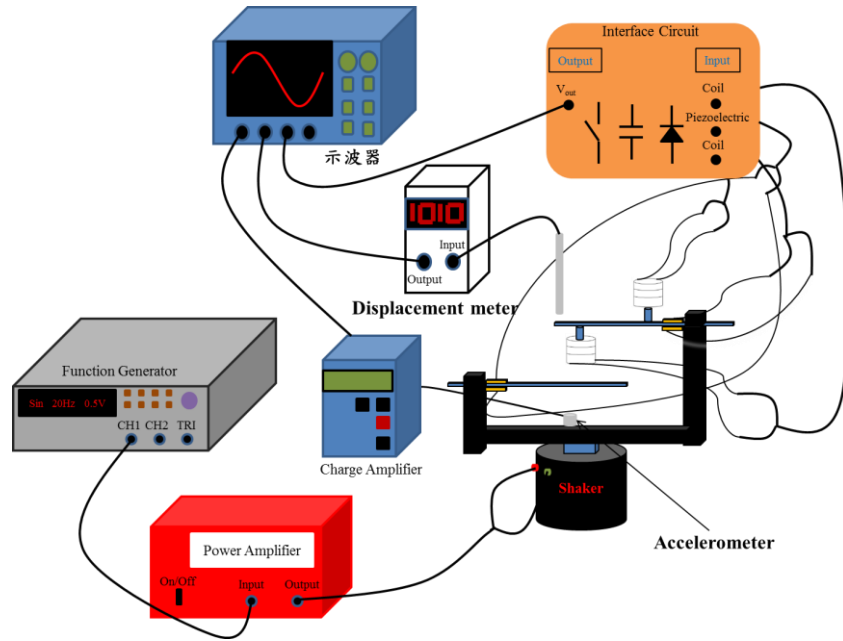 Interface Circuit
Output
Input
Vout
Coil
Piezoelectric
Coil
示波器
1010
Input
Output
Displacement meter
Function Generator
Sin 20Hz 0.5V
CH1 CH2 TRI
Charge Amplifier
Shaker
Accelerometer
Power Amplifier
On/Off
Input
Output